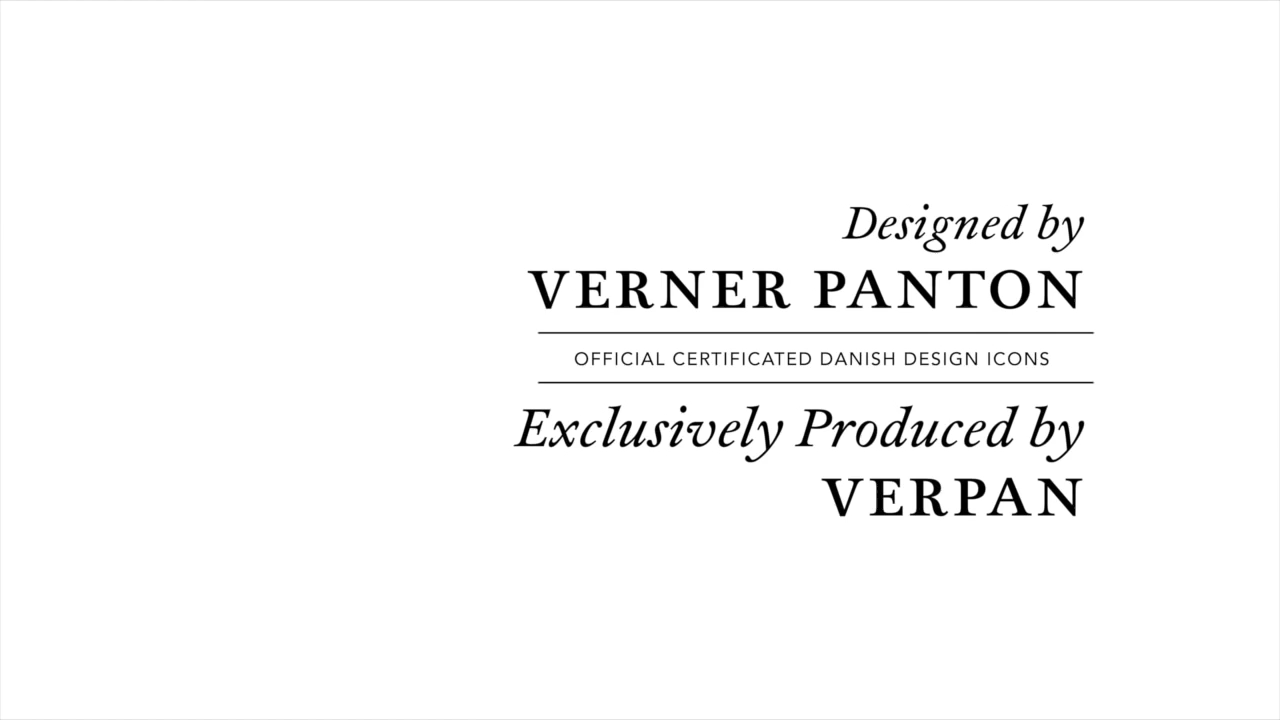 Designed by
VERNER PANTON
OFFICIAL CERTIFICATED DANISH DESIGN ICONS
Exclusively Produced by
VERPAN